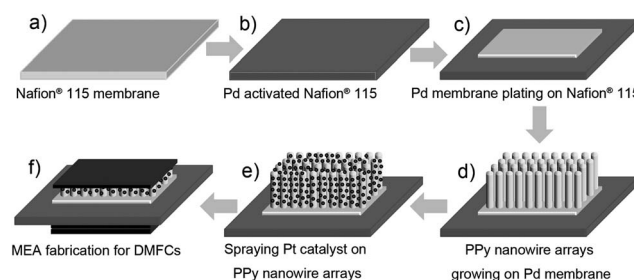 a)
b)
c)
Nafion® 115 membrane
Pd activated Nafion® 115
Pd membrane plating on Nafion® 115
f)
e)
d)
MEA fabrication for DMFCs
Spraying Pt catalyst on
PPy nanowire arrays
PPy nanowire arrays
growing on Pd membrane